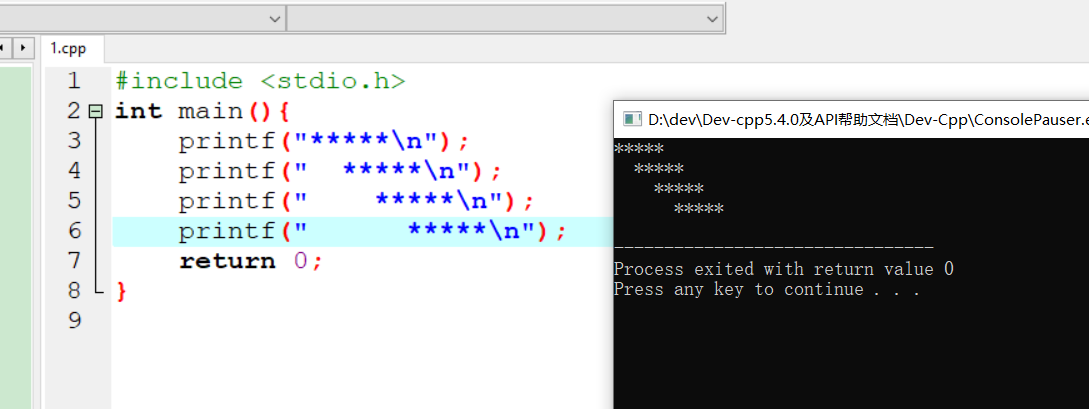 1.cpp
1 #include <stdio.h>
2 int main(){
3     printf("*****\n");
4     printf("  *****\n");
5     printf("    *****\n");
6     printf("      *****\n");
7     return 0;
8 }
9
D:\dev\Dev-cpp5.4.0及API帮助文档\Dev-Cpp\ConsolePauser.e
*****
  *****
    *****
      *****
--------------------------------
Process exited with return value 0
Press any key to continue . . .